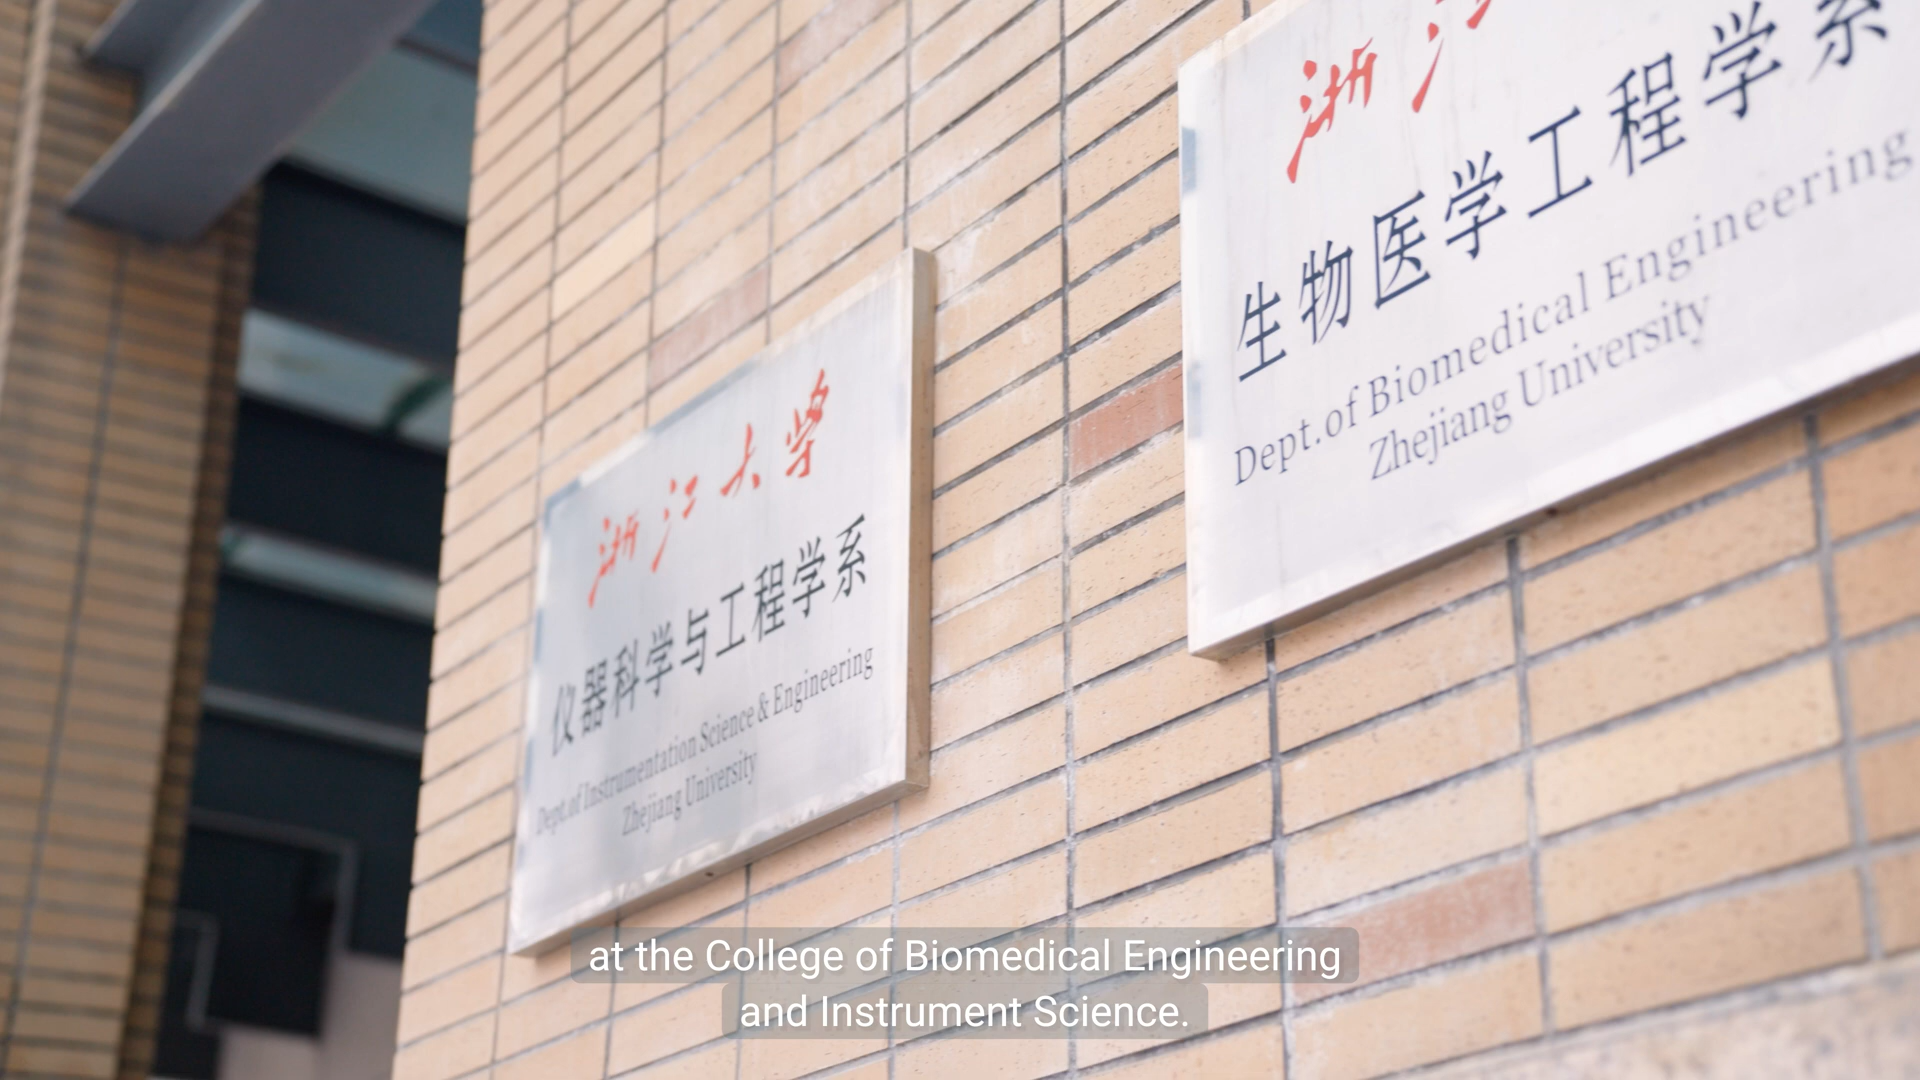 浙江大学
仪器科学与工程学系
Dept.of Instrumentation Science & Engineering
Zhejiang University
浙江
生物医学工程学系
Dept.of Biomedical Engineering
Zhejiang University
at the College of Biomedical Engineering
and Instrument Science.